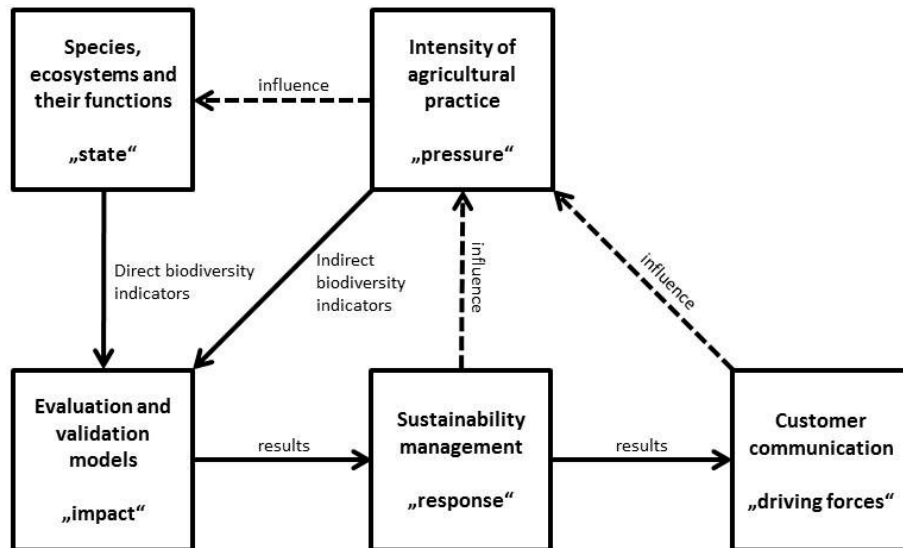 Species,
ecosystems and
their functions
„state“
influence
Intensity of
agricultural
practice
„pressure“
Direct biodiversity
indicators
Indirect
biodiversity
indicators
influence
influence
Evaluation and
validation
models
„impact“
results
Sustainability
management
„response“
results
Customer
communication
„driving forces“